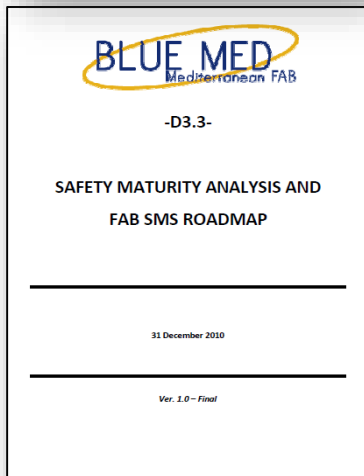 BLUE MED
Mediterranean FAB
-D3.3-
SAFETY MATURITY ANALYSIS AND
FAB SMS ROADMAP
31 December 2010
Ver. 1.0 – Final